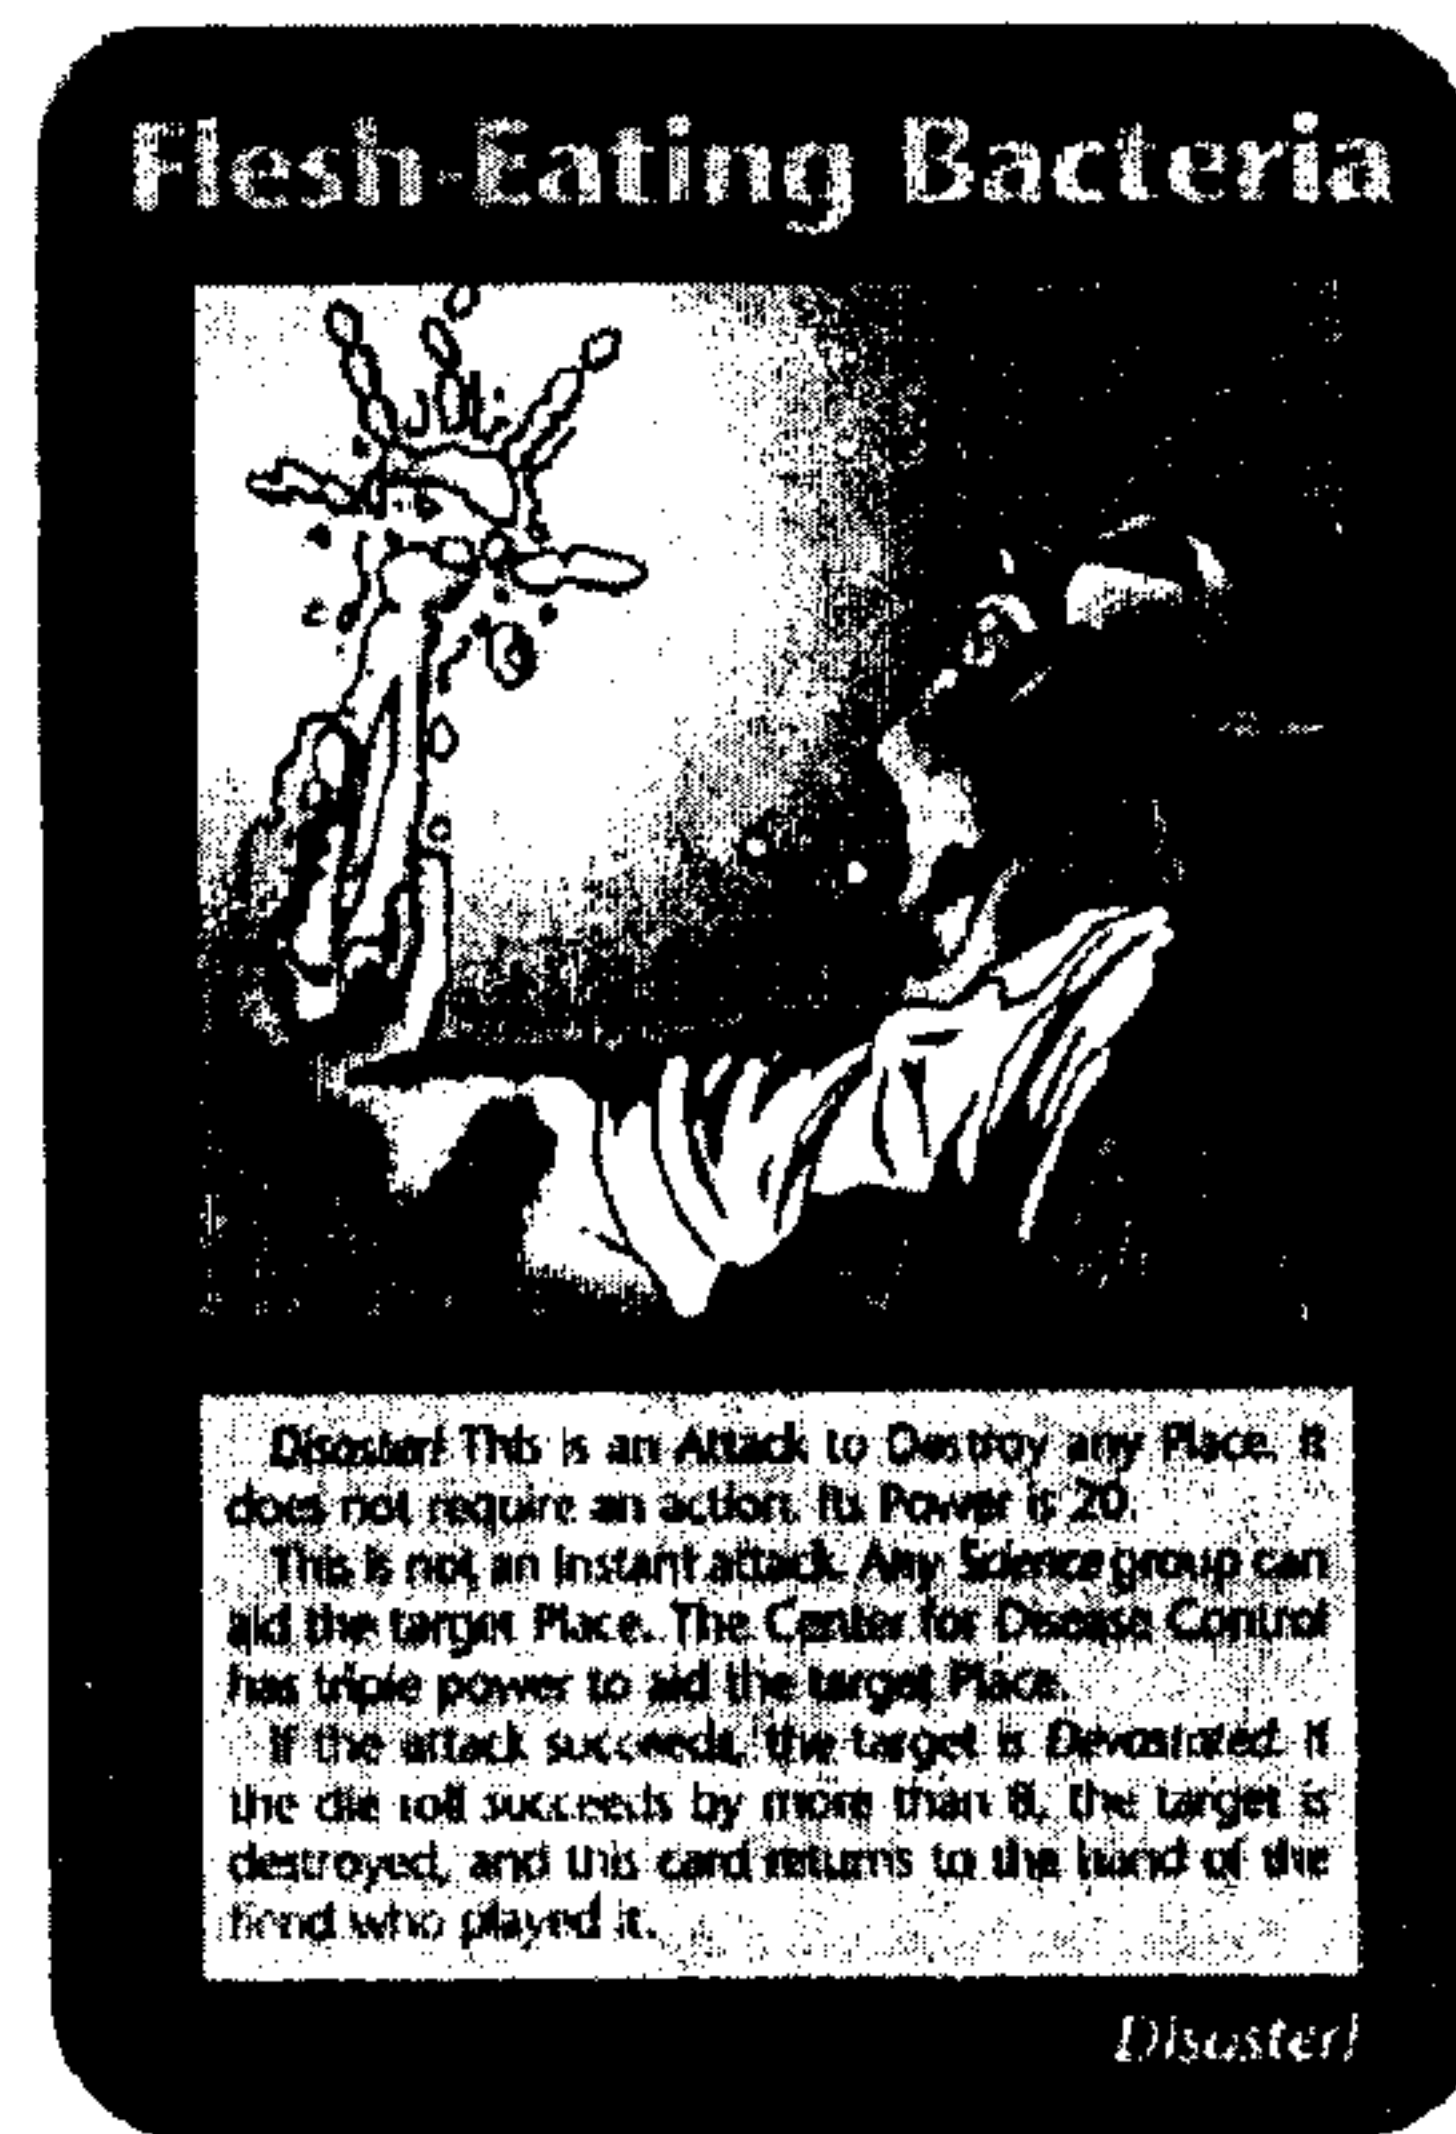 Flesh-Eating Bacteria
Disaster! This is an Attack to Destroy any Place. It
does not require an action. Its Power is 20.
This is not an Instant attack. Any Science group can
aid the target Place. The Center for Disease Control
has triple power to aid the target Place.
If the attack succeeds, the target is Devastated. If
the die roll succeeds by more than 8, the target is
destroyed, and this card returns to the hand of the
fiend who played it.
Disaster!